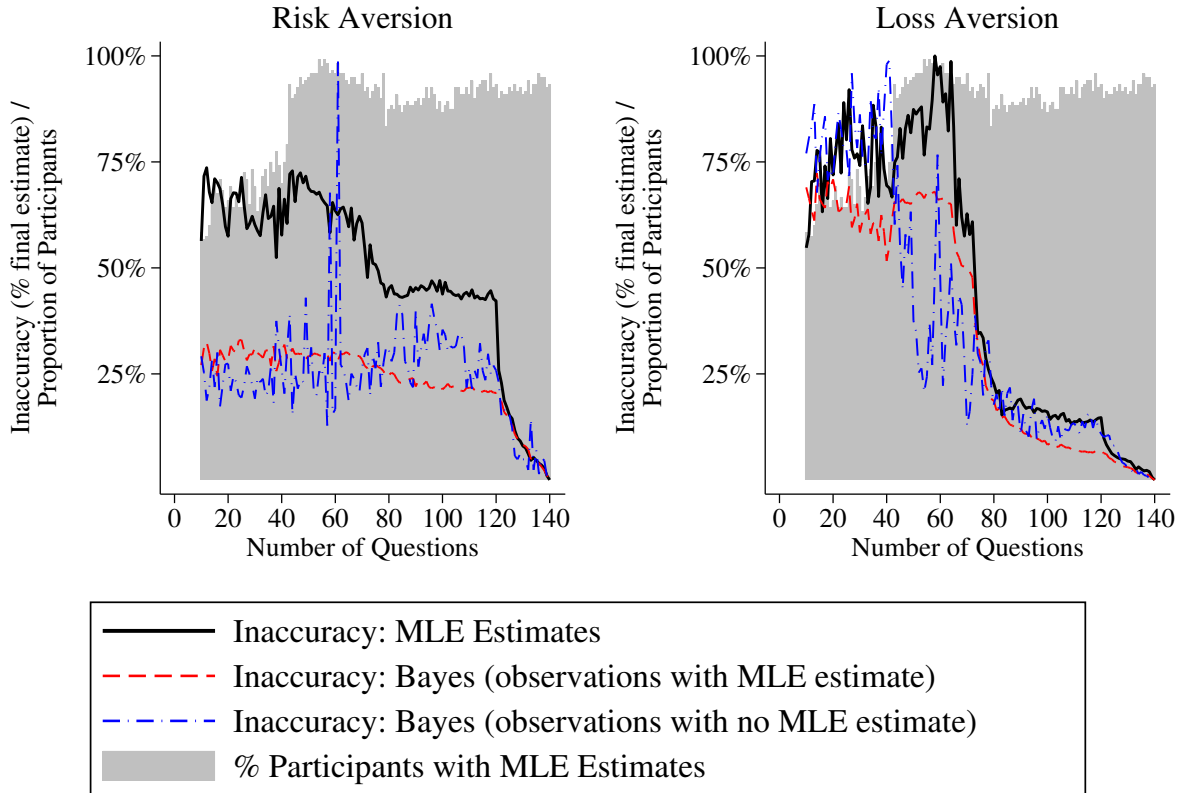 Risk Aversion
Inaccuracy (% final estimate) /
Proportion of Participants
100%
75%
50%
25%
0 20 40 60 80 100 120 140
Number of Questions
Loss Aversion
Inaccuracy (% final estimate) /
Proportion of Participants
100%
75%
50%
25%
0 20 40 60 80 100 120 140
Number of Questions
Inaccuracy: MLE Estimates
Inaccuracy: Bayes (observations with MLE estimate)
Inaccuracy: Bayes (observations with no MLE estimate)
% Participants with MLE Estimates